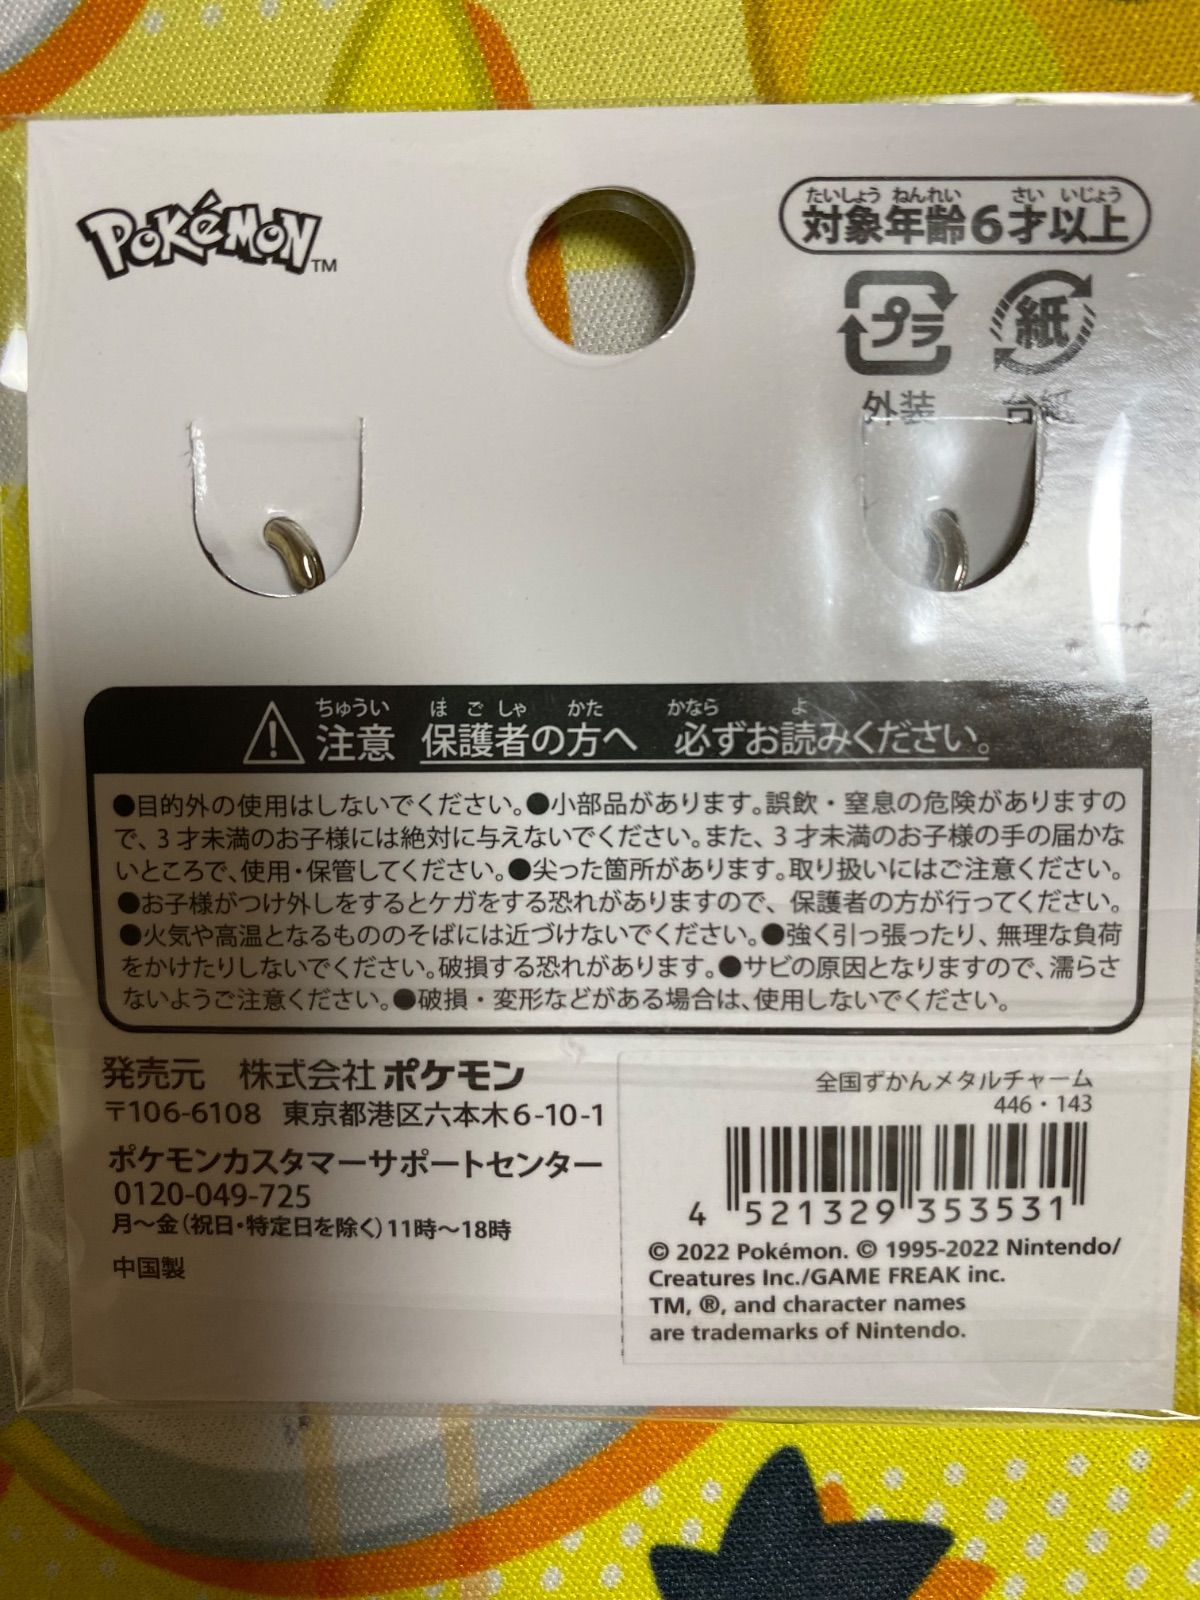 POKéMON™
たいしょう ねんれい さい いじょう
対象年齢6才以上
プラ 紙
外装 台紙
ちゅうい ほごしゃ かた かなら よ
注意 保護者の方へ 必ずお読みください。
●目的外の使用はしないでください。●小部品があります。誤飲・窒息の危険がありますの
で、3才未満のお子様には絶対に与えないでください。また、3才未満のお子様の手の届かな
いところで、使用・保管してください。●尖った箇所があります。取り扱いにはご注意ください。
●お子様がつけ外しをするとケガをする恐れがありますので、保護者の方が行ってください。
●火気や高温となるもののそばには近づけないでください。●強く引っ張ったり、無理な負荷
をかけたりしないでください。破損する恐れがあります。●サビの原因となりますので、濡らさ
ないようご注意ください。●破損・変形などがある場合は、使用しないでください。
発売元 株式会社ポケモン
〒106-6108 東京都港区六本木6-10-1
ポケモンカスタマーサポートセンター
0120-049-725
月～金(祝日・特定日を除く)11時～18時
中国製
全国ずかんメタルチャーム
446・143
4 521329 353531
© 2022 Pokémon. © 1995-2022 Nintendo/
Creatures Inc./GAME FREAK inc.
TM, ®, and character names
are trademarks of Nintendo.